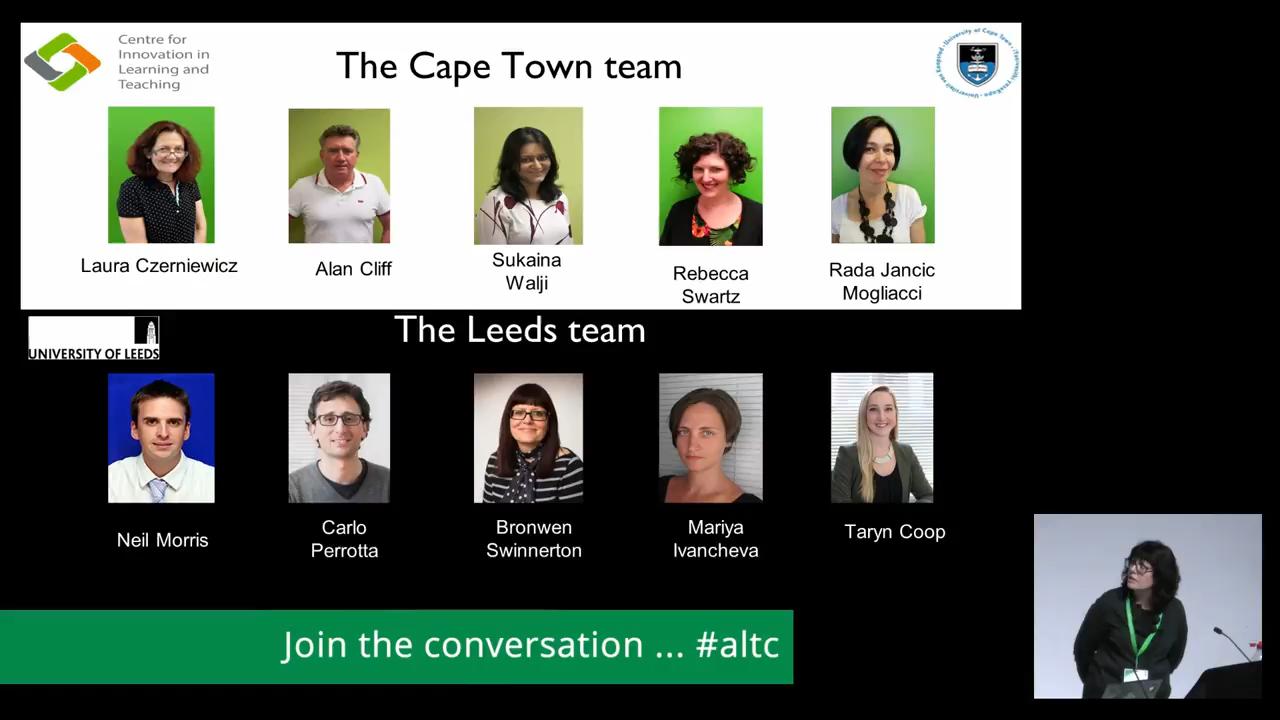 Centre for
Innovation in
Learning and
Teaching
The Cape Town team
Laura Czerniewicz
Alan Cliff
Sukaina
Walji
Rebecca
Swartz
Rada Jancic
Mogliacci
The Leeds team
UNIVERSITY OF LEEDS
Neil Morris
Carlo
Perrotta
Bronwen
Swinnerton
Mariya
Ivancheva
Taryn Coop
Join the conversation ... #altc